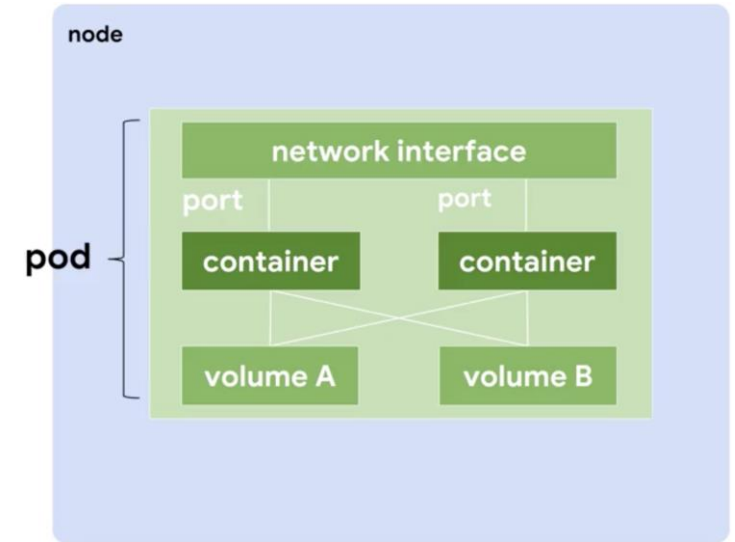 node
network interface
port
port
pod
container
container
volume A
volume B